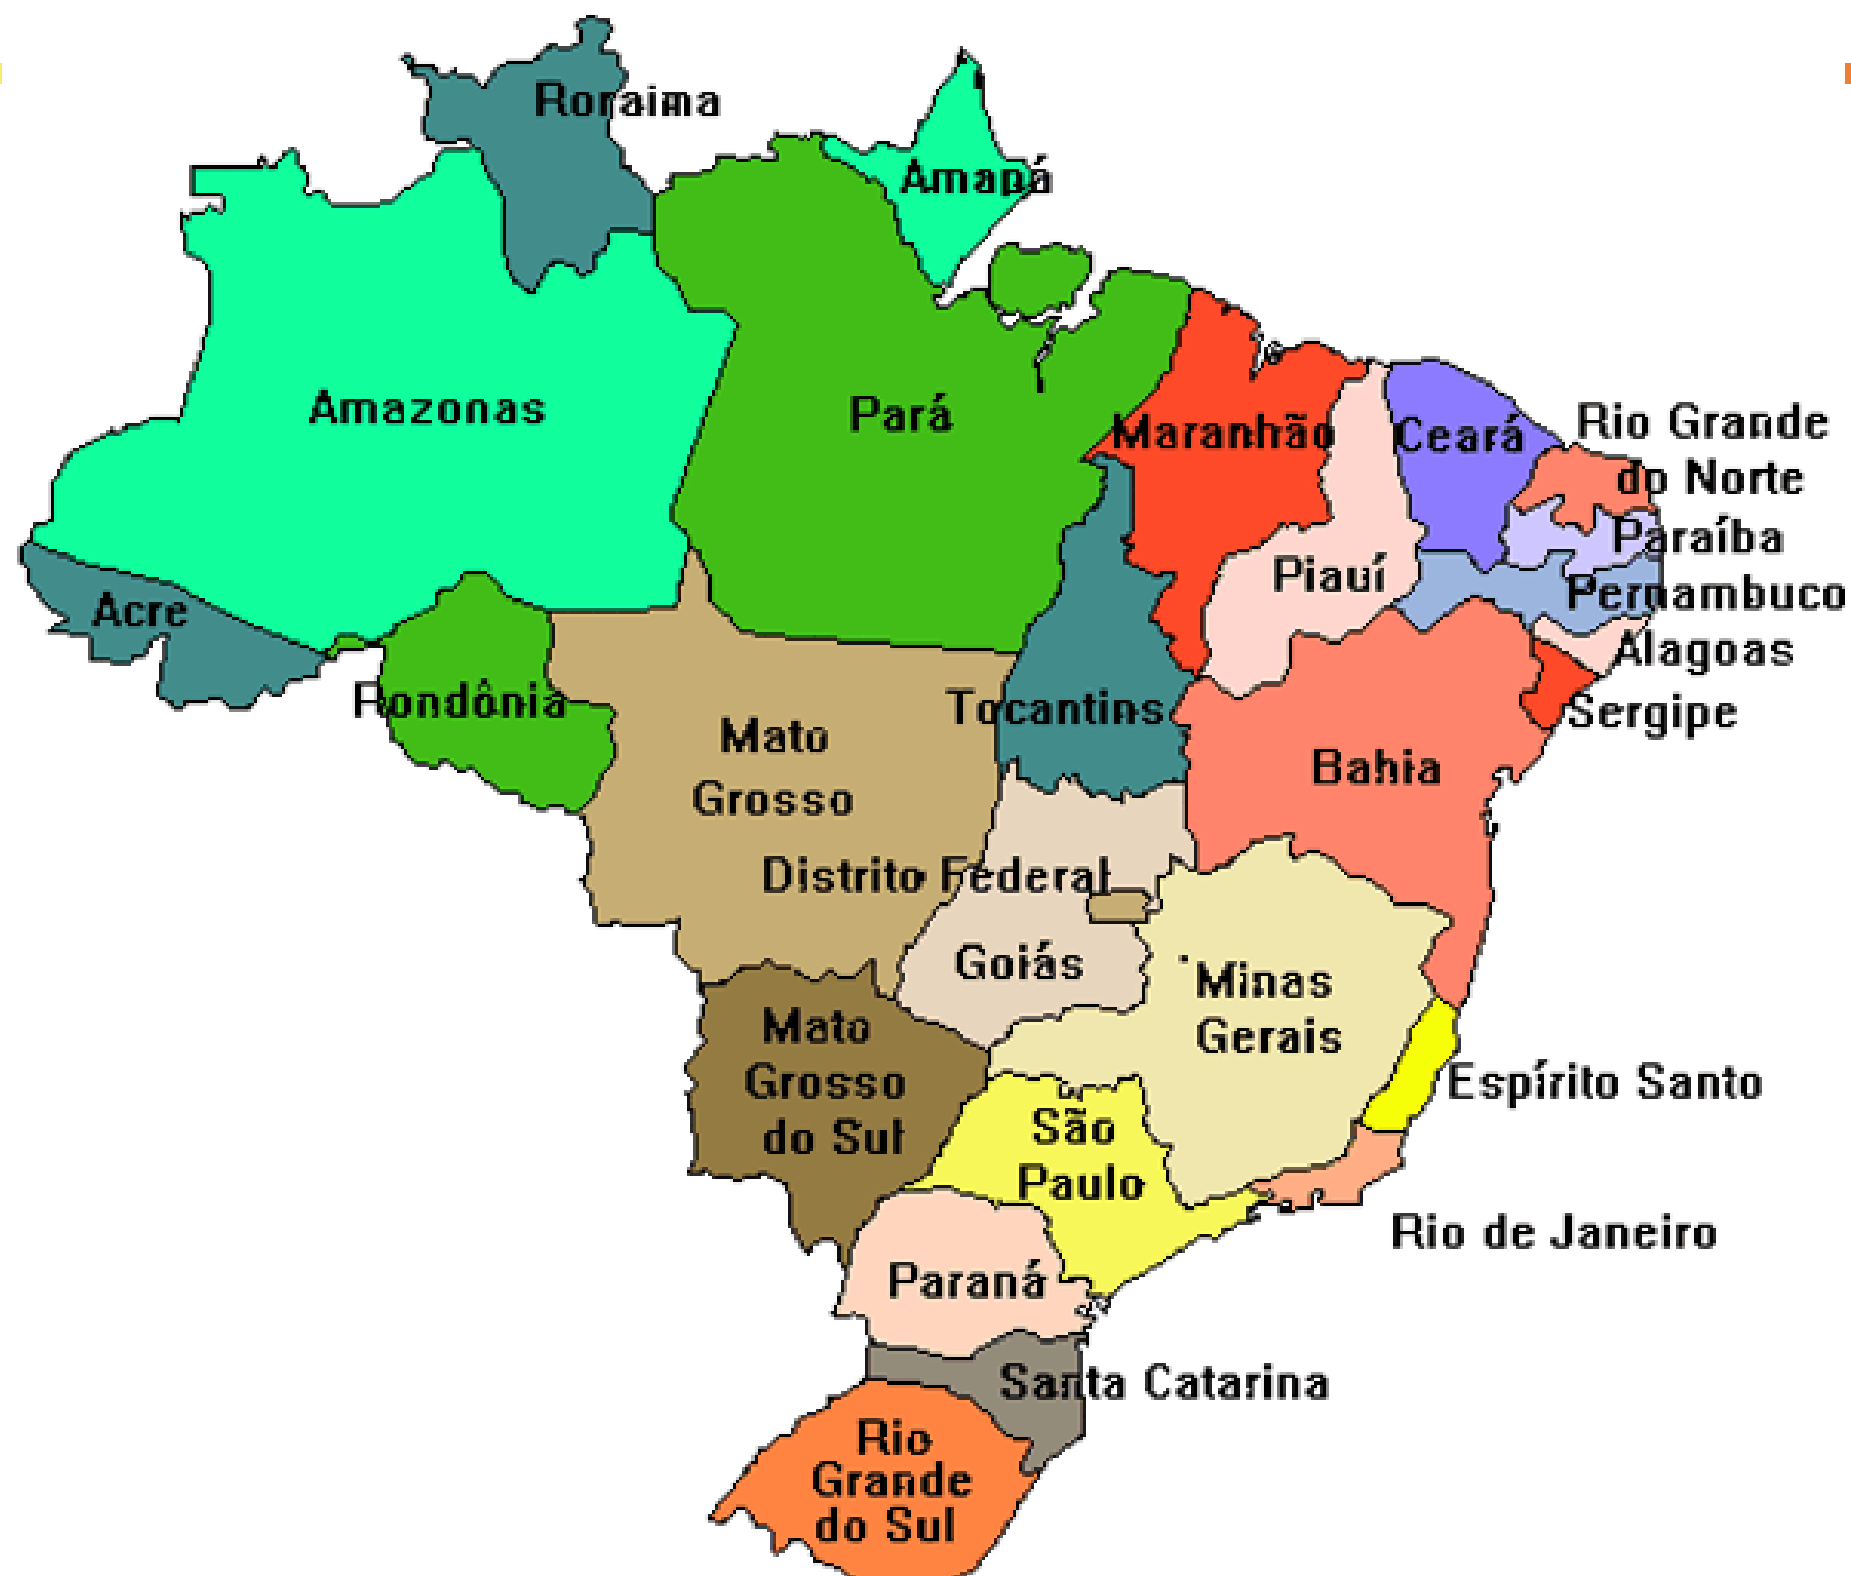 Roraima
Amapá
Amazonas
Pará
Maranhão
Ceará
Rio Grande
do Norte
Paraíba
Piauí
Pernambuco
Acre
Alagoas
Rondônia
Tocantins
Sergipe
Mato
Grosso
Bahia
Distrito Federal
Goiás
Minas
Gerais
Mato
Grosso
do Sul
Espírito Santo
São
Paulo
Rio de Janeiro
Paraná
Santa Catarina
Rio
Grande
do Sul